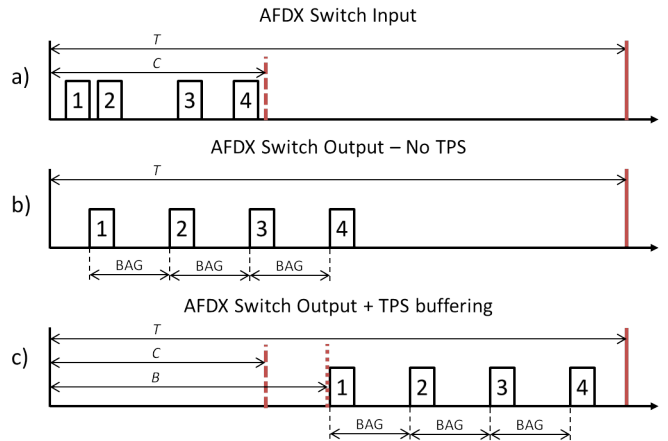 AFDX Switch Input
T
C
a)
1 2 3 4
AFDX Switch Output – No TPS
T
b)
1 2 3 4
BAG BAG BAG
AFDX Switch Output + TPS buffering
T
C
c)
B
1 2 3 4
BAG BAG BAG